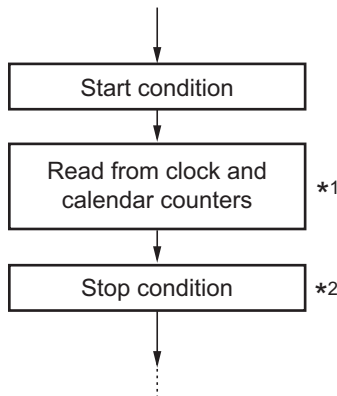 Start condition
Read from clock and
calendar counters
*1
Stop condition
*2